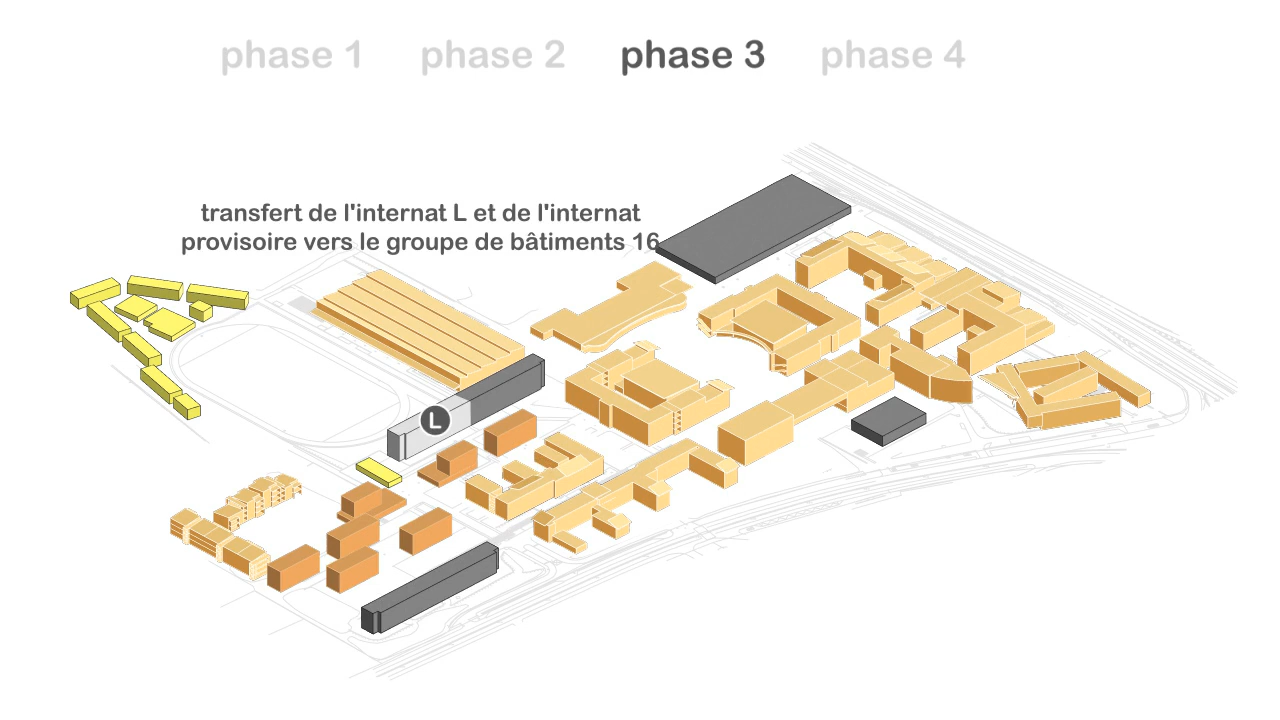 phase 1 phase 2 phase 3 phase 4
transfert de l'internat L et de l'internat
provisoire vers le groupe de bâtiments 16
L